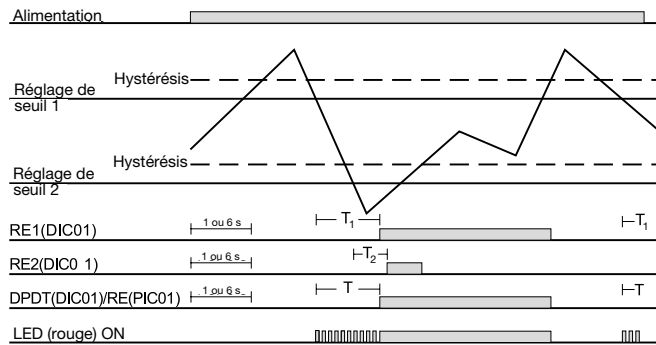 Alimentation
Hystérésis
Réglage de
seuil 1
Hystérésis
Réglage de
seuil 2
RE1(DIC01) 1 ou 6 s T1 T1
RE2(DIC0 1) 1 ou 6 s T2
DPDT(DIC01)/RE(PIC01) 1 ou 6 s T T
LED (rouge) ON